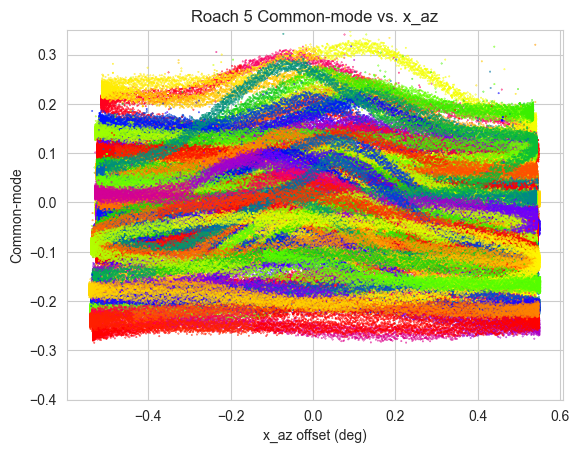 Roach 5 Common-mode vs. x_az
Common-mode
0.3
0.2
0.1
0.0
−0.1
−0.2
−0.3
−0.4
−0.4 −0.2 0.0 0.2 0.4 0.6
x_az offset (deg)